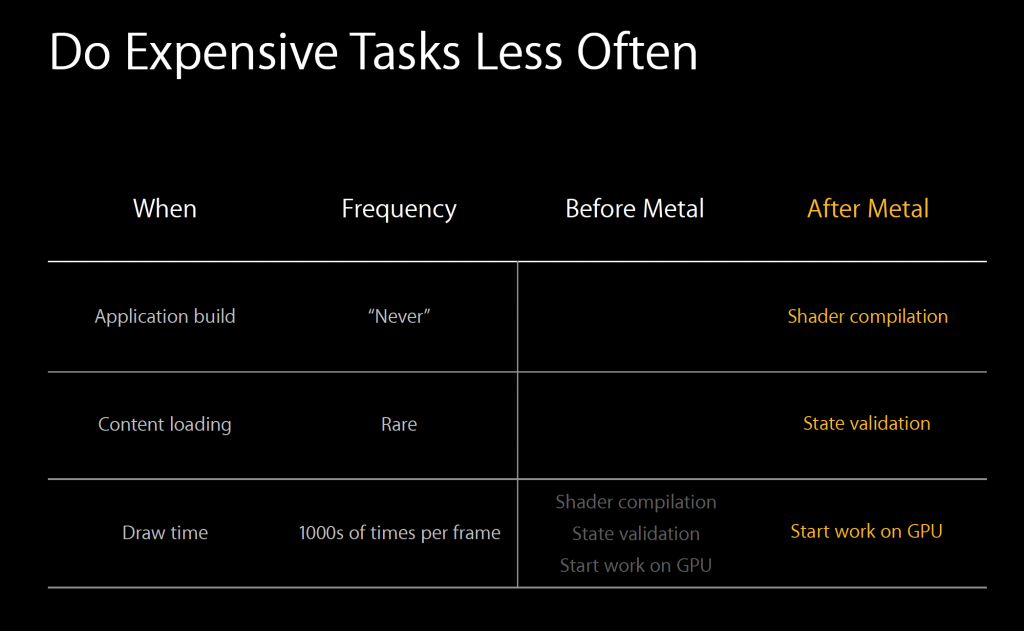 Do Expensive Tasks Less Often
When Frequency Before Metal After Metal
Application build “Never” Shader compilation
Content loading Rare State validation
Shader compilation
Draw time 1000s of times per frame State validation Start work on GPU
Start work on GPU